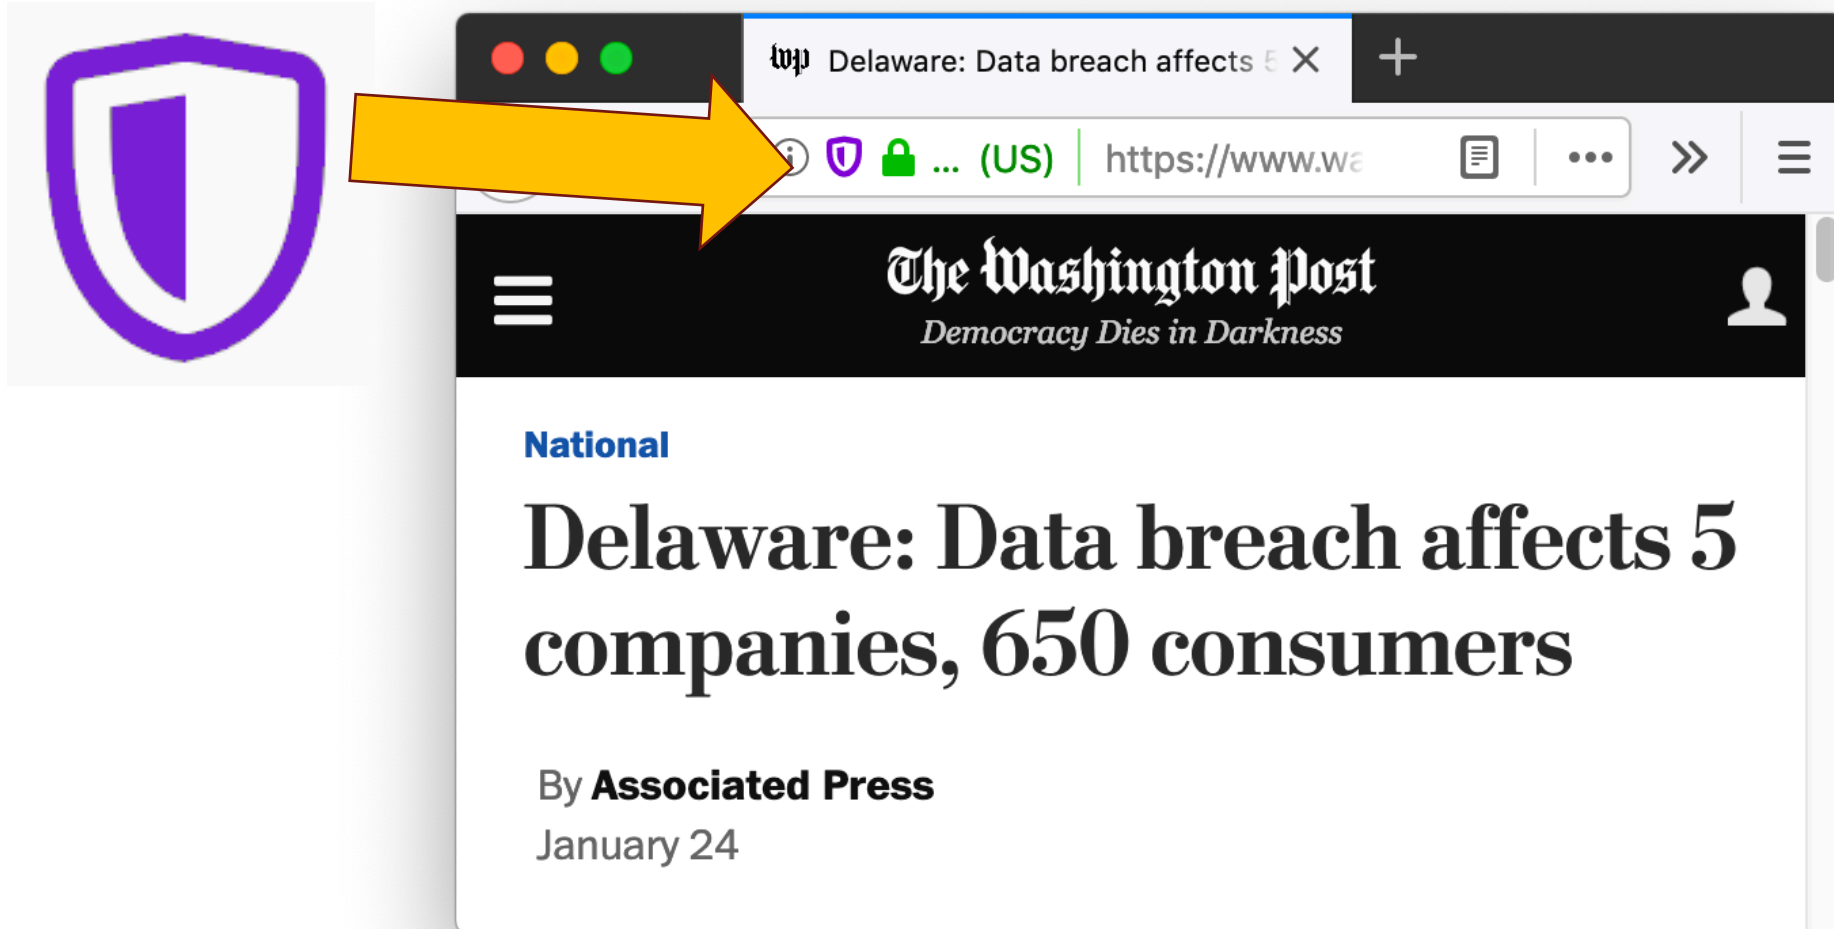 wp Delaware: Data breach affects 5
... (US) https://www.wa
The Washington Post
Democracy Dies in Darkness
National
Delaware: Data breach affects 5
companies, 650 consumers
By Associated Press
January 24